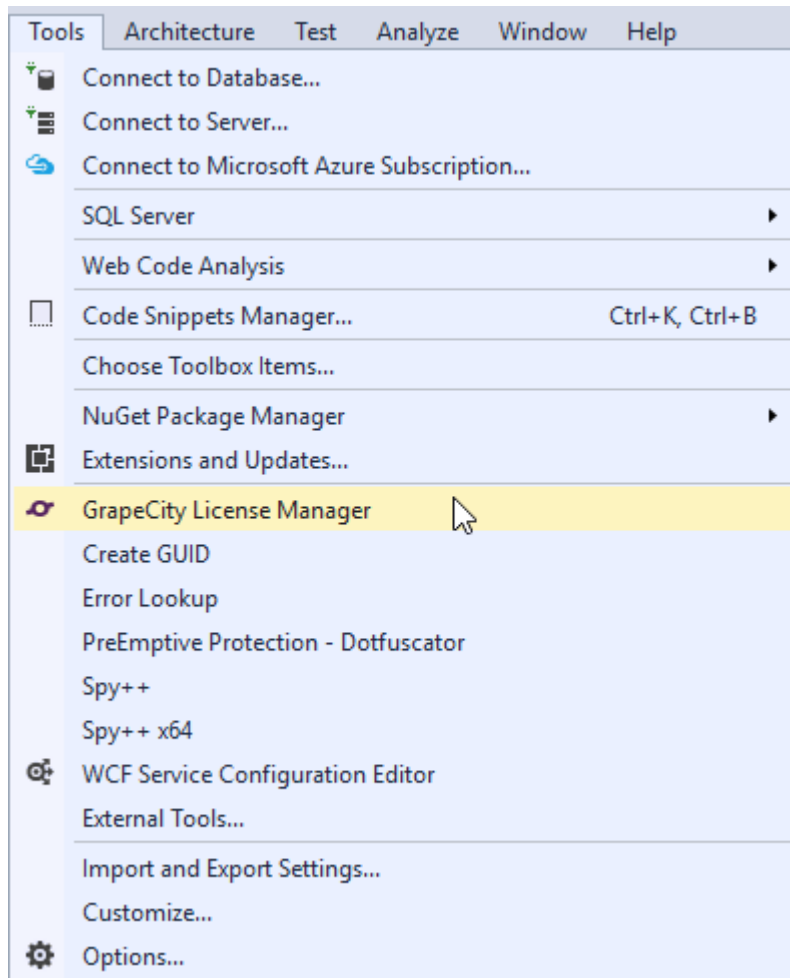 Tools Architecture Test Analyze Window Help
Connect to Database...
Connect to Server...
Connect to Microsoft Azure Subscription...
SQL Server
Web Code Analysis
Code Snippets Manager... Ctrl+K, Ctrl+B
Choose Toolbox Items...
NuGet Package Manager
Extensions and Updates...
GrapeCity License Manager
Create GUID
Error Lookup
PreEmptive Protection - Dotfuscator
Spy++
Spy++ x64
WCF Service Configuration Editor
External Tools...
Import and Export Settings...
Customize...
Options...